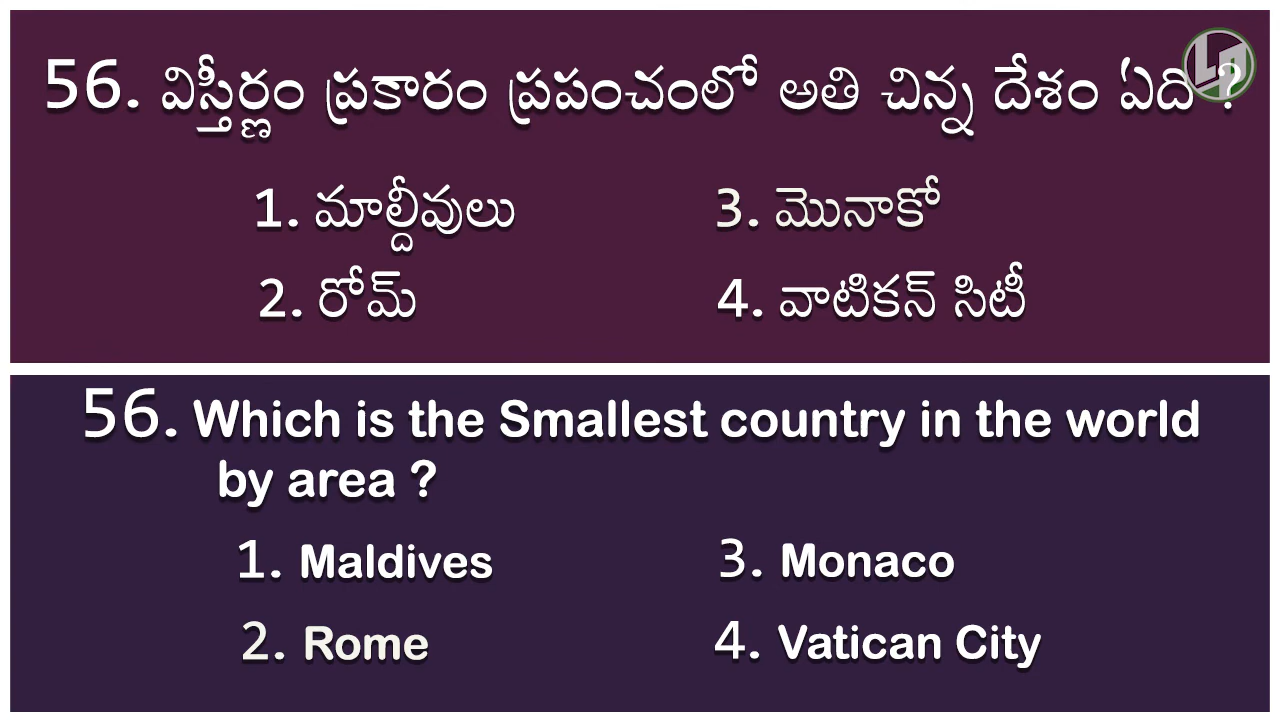 56. విస్తీర్ణం ప్రకారం ప్రపంచంలో అతి చిన్న దేశం ఏది ?
1. మాల్దీవులు 3. మొనాకో
2. రోమ్ 4. వాటికన్ సిటీ
56. Which is the Smallest country in the world
by area ?
1. Maldives 3. Monaco
2. Rome 4. Vatican City